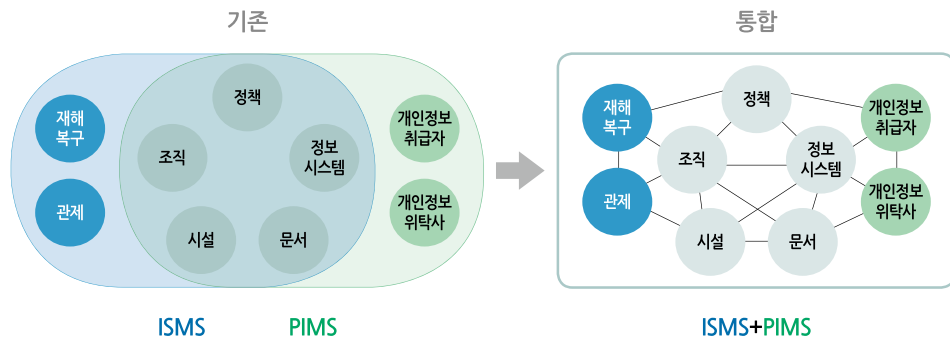 기존
재해
복구
관제
정책
조직
정보
시스템
시설
문서
개인정보
취급자
개인정보
위탁사
ISMS
PIMS
통합
재해
복구
관제
정책
조직
정보
시스템
시설
문서
개인정보
취급자
개인정보
위탁사
ISMS+PIMS